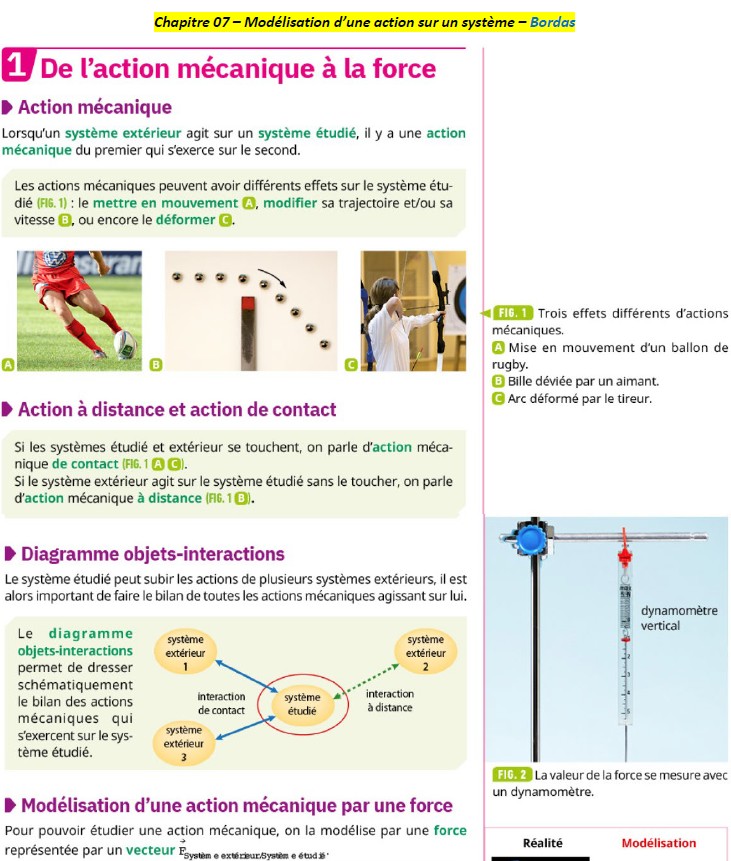 Chapitre 07 – Modélisation d'une action sur un système – Bordas
1 De l'action mécanique à la force
Action mécanique
Lorsqu'un système extérieur agit sur un système étudié, il y a une action
mécanique du premier qui s'exerce sur le second.
Les actions mécaniques peuvent avoir différents effets sur le système étu-
dié (FIG. 1) : le mettre en mouvement A, modifier sa trajectoire et/ou sa
vitesse B, ou encore le déformer C.
A
B
C
FIG. 1 Trois effets différents d'actions
mécaniques.
A Mise en mouvement d'un ballon de
rugby.
B Bille déviée par un aimant.
C Arc déformé par le tireur.
Action à distance et action de contact
Si les systèmes étudié et extérieur se touchent, on parle d'action méca-
nique de contact (FIG. 1 A C).
Si le système extérieur agit sur le système étudié sans le toucher, on parle
d'action mécanique à distance (FIG. 1 B).
Diagramme objets-interactions
Le système étudié peut subir les actions de plusieurs systèmes extérieurs, il est
alors important de faire le bilan de toutes les actions mécaniques agissant sur lui.
Le diagramme
objets-interactions
permet de dresser
schématiquement
le bilan des actions
mécaniques qui
s'exercent sur le sys-
tème étudié.
système
extérieur
1
système
extérieur
2
interaction
de contact
système
étudié
interaction
à distance
système
extérieur
3
dynamomètre
vertical
FIG. 2 La valeur de la force se mesure avec
un dynamomètre.
Modélisation d'une action mécanique par une force
Pour pouvoir étudier une action mécanique, on la modélise par une force
représentée par un vecteur F Système extérieur/Système étudié.
Réalité
Modélisation